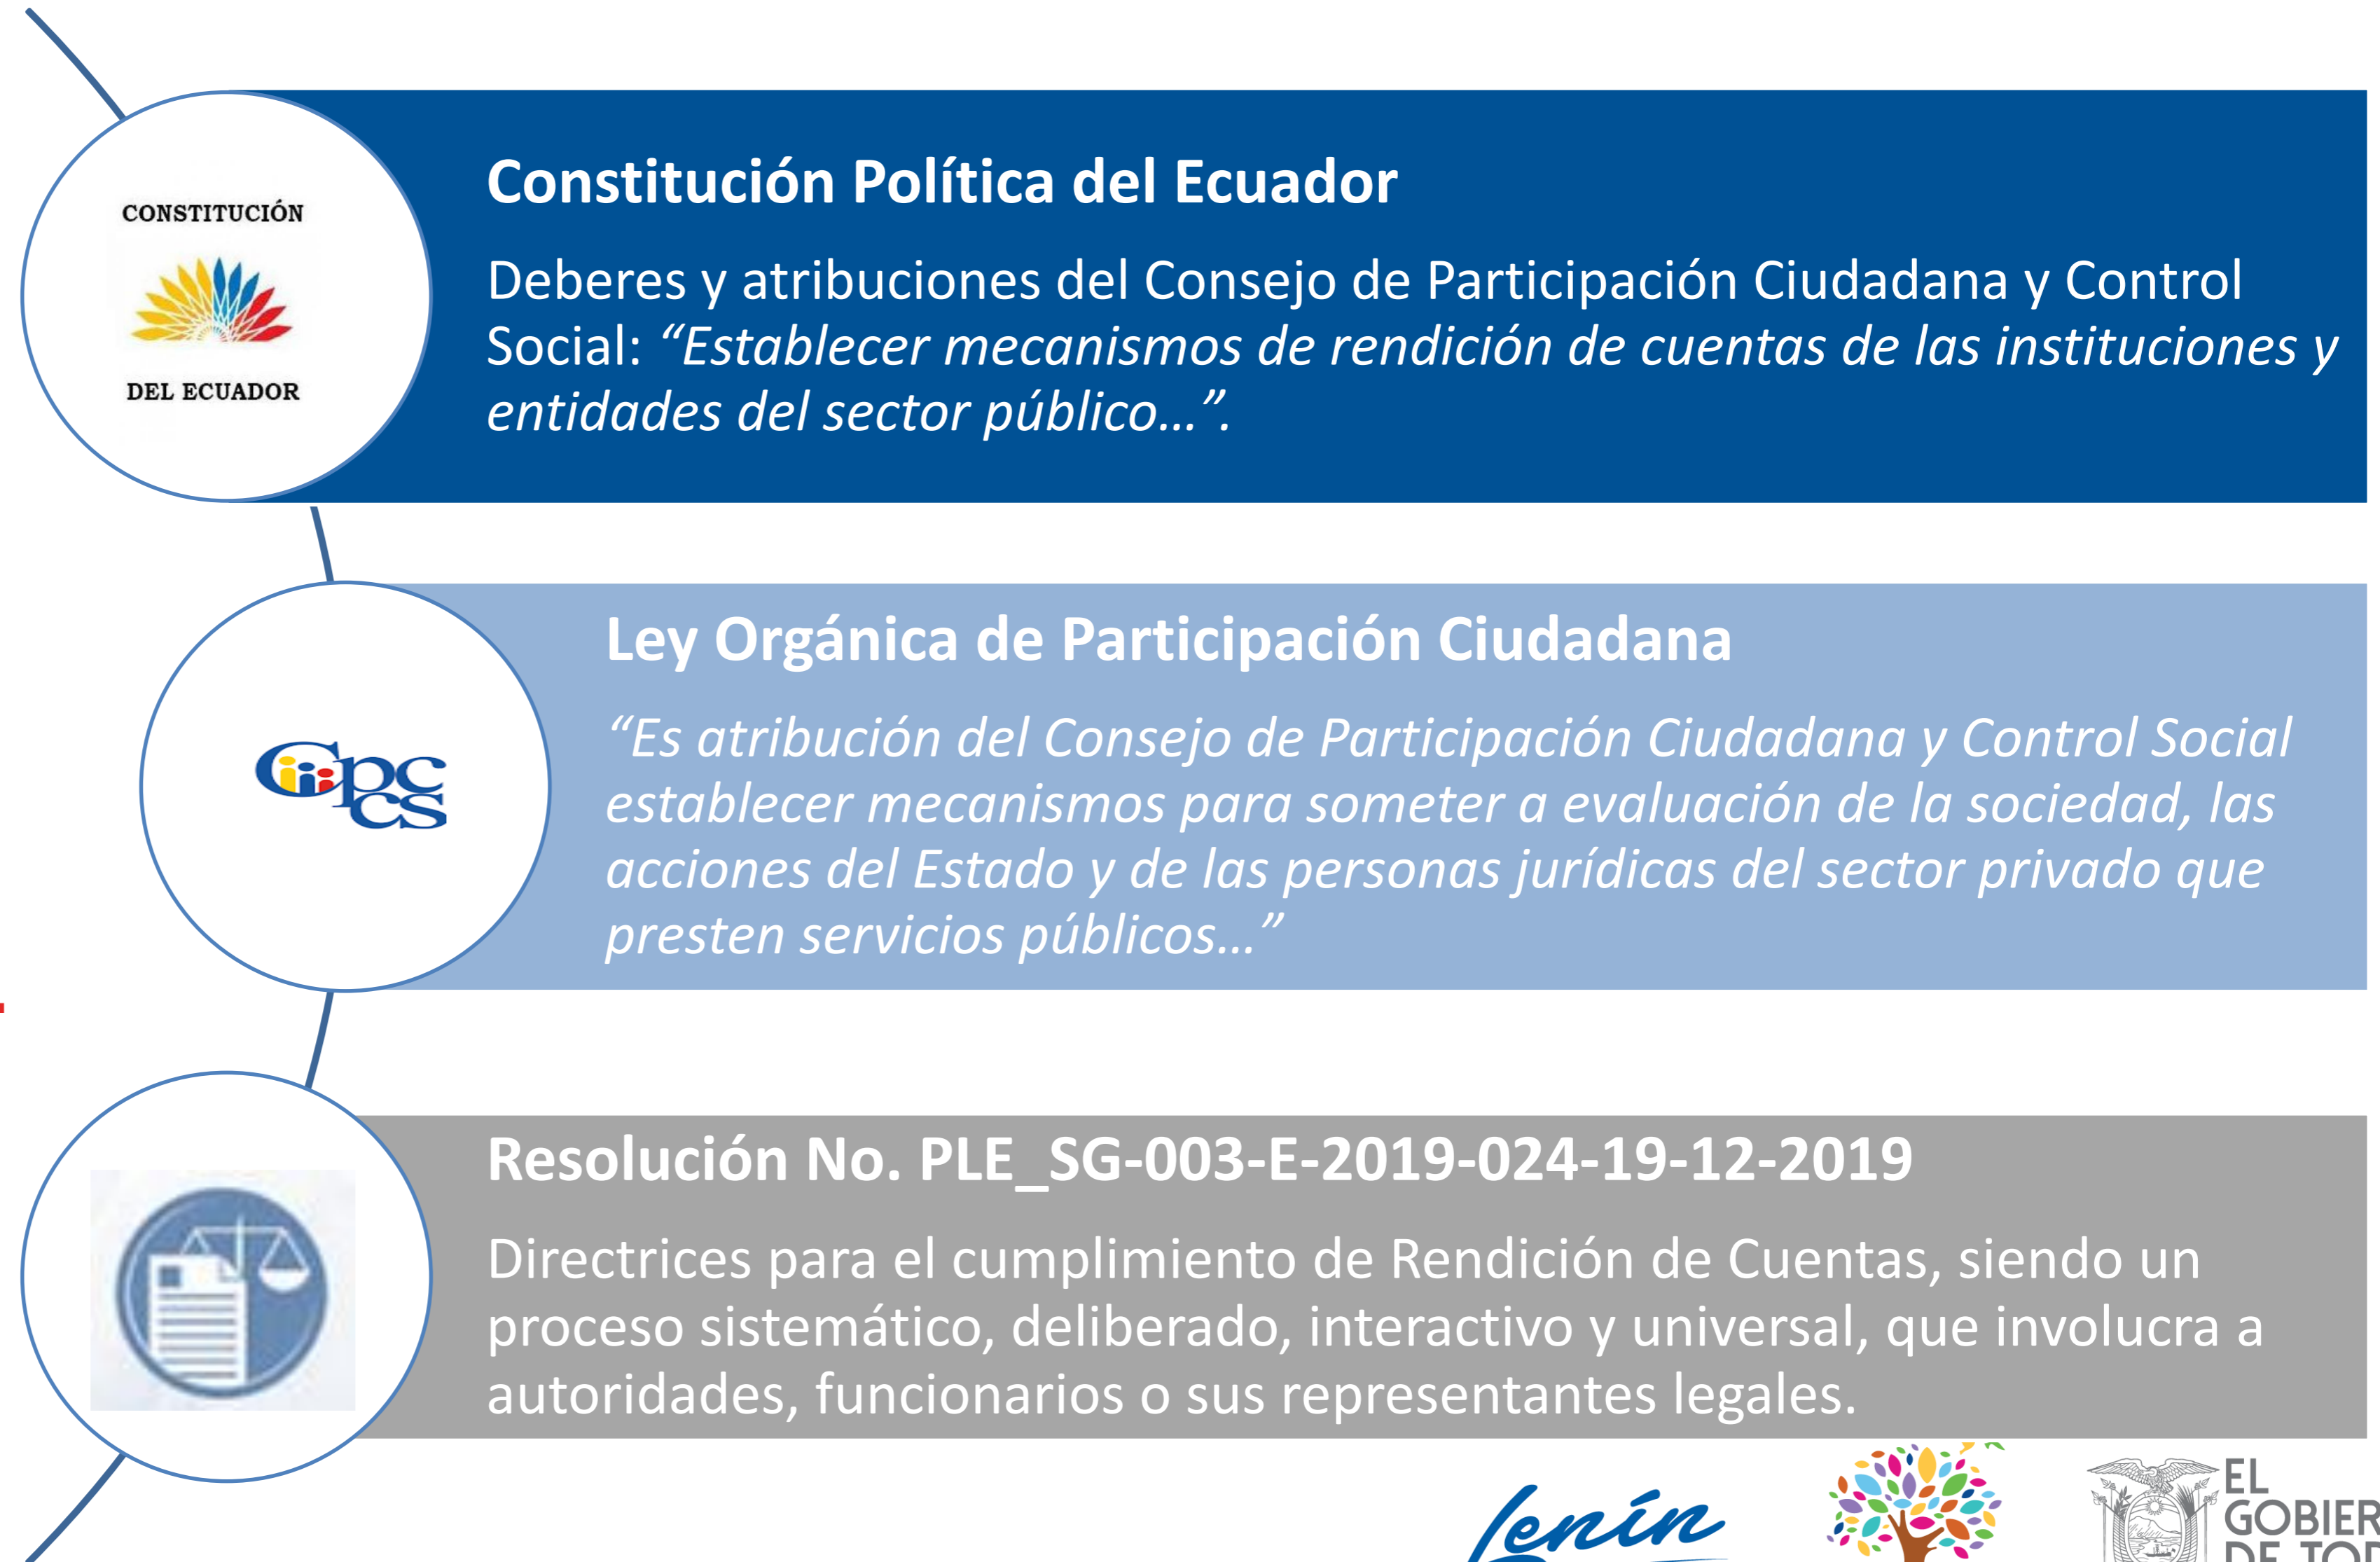 CONSTITUCIÓN
DEL ECUADOR
Constitución Política del Ecuador
Deberes y atribuciones del Consejo de Participación Ciudadana y Control
Social: “Establecer mecanismos de rendición de cuentas de las instituciones y
entidades del sector público...”.
cpc
cs
Ley Orgánica de Participación Ciudadana
“Es atribución del Consejo de Participación Ciudadana y Control Social
establecer mecanismos para someter a evaluación de la sociedad, las
acciones del Estado y de las personas jurídicas del sector privado que
presten servicios públicos...”
Resolución No. PLE_SG-003-E-2019-024-19-12-2019
Directrices para el cumplimiento de Rendición de Cuentas, siendo un
proceso sistemático, deliberado, interactivo y universal, que involucra a
autoridades, funcionarios o sus representantes legales.
Lenín
EL
GOBIER
DE TOD